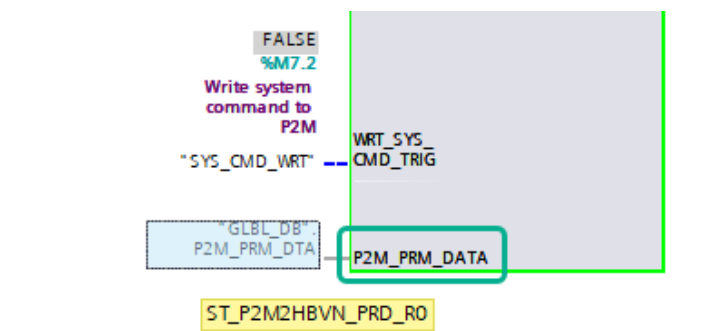 FALSE
%M7.2
Write system
command to
P2M
WRT_SYS_
"SYS_CMD_WRT" CMD_TRIG
"GLBL_DB".
P2M_PRM_DTA
P2M_PRM_DATA
ST_P2M2HBVN_PRD_R0